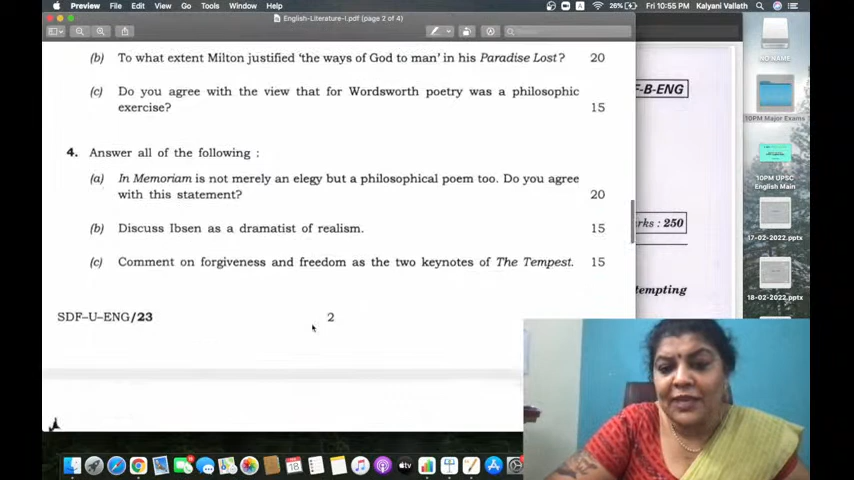 Preview File Edit View Go Tools Window Help
26% Fri 10:55 PM Kalyani Vallath
English-Literature-I.pdf (page 2 of 4)
Search
(b) To what extent Milton justified 'the ways of God to man' in his Paradise Lost? 20
(c) Do you agree with the view that for Wordsworth poetry was a philosophic
exercise? 15
4. Answer all of the following :
(a) In Memoriam is not merely an elegy but a philosophical poem too. Do you agree
with this statement? 20
(b) Discuss Ibsen as a dramatist of realism. 15
(c) Comment on forgiveness and freedom as the two keynotes of The Tempest. 15
SDF–U–ENG/23 2
F-B-ENG
rks : 250
tempting
NO NAME
10PM Major Exams
10PM UPSC
English Main
17-02-2022.pptx
18-02-2022.pptx
tv